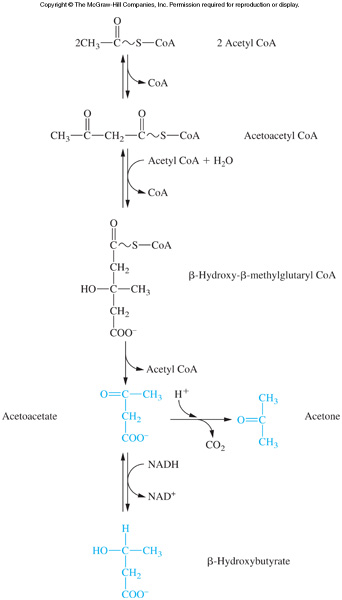 Copyright © The McGraw-Hill Companies, Inc. Permission required for reproduction or display.
O
2CH₃—C~S—CoA 2 Acetyl CoA
CoA
O O
CH₃—C—CH₂—C~S—CoA Acetoacetyl CoA
Acetyl CoA + H₂O
CoA
O
C~S—CoA
CH₂
HO—C—CH₃ β-Hydroxy-β-methylglutaryl CoA
CH₂
COO⁻
Acetyl CoA
Acetoacetate O=C—CH₃ H⁺ CH₃
CH₂ O=C Acetone
COO⁻ CO₂ CH₃
NADH
NAD⁺
H
HO—C—CH₃ β-Hydroxybutyrate
CH₂
COO⁻